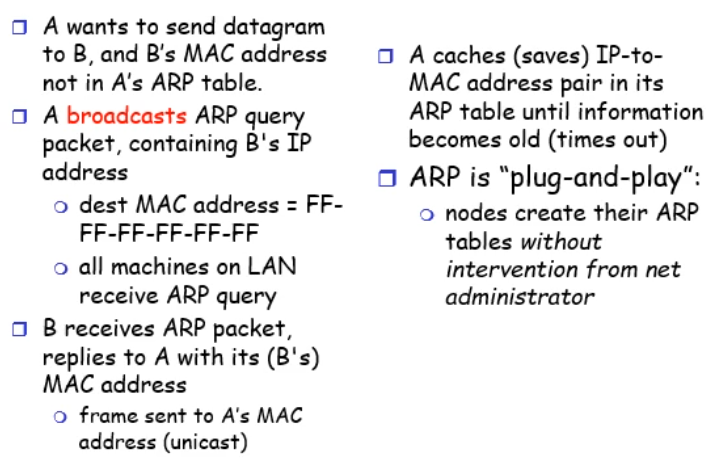 A wants to send datagram
to B, and B's MAC address
not in A's ARP table.
A broadcasts ARP query
packet, containing B's IP
address
dest MAC address = FF-
FF-FF-FF-FF-FF
all machines on LAN
receive ARP query
B receives ARP packet,
replies to A with its (B's)
MAC address
frame sent to A's MAC
address (unicast)
A caches (saves) IP-to-
MAC address pair in its
ARP table until information
becomes old (times out)
ARP is “plug-and-play”:
nodes create their ARP
tables without
intervention from net
administrator